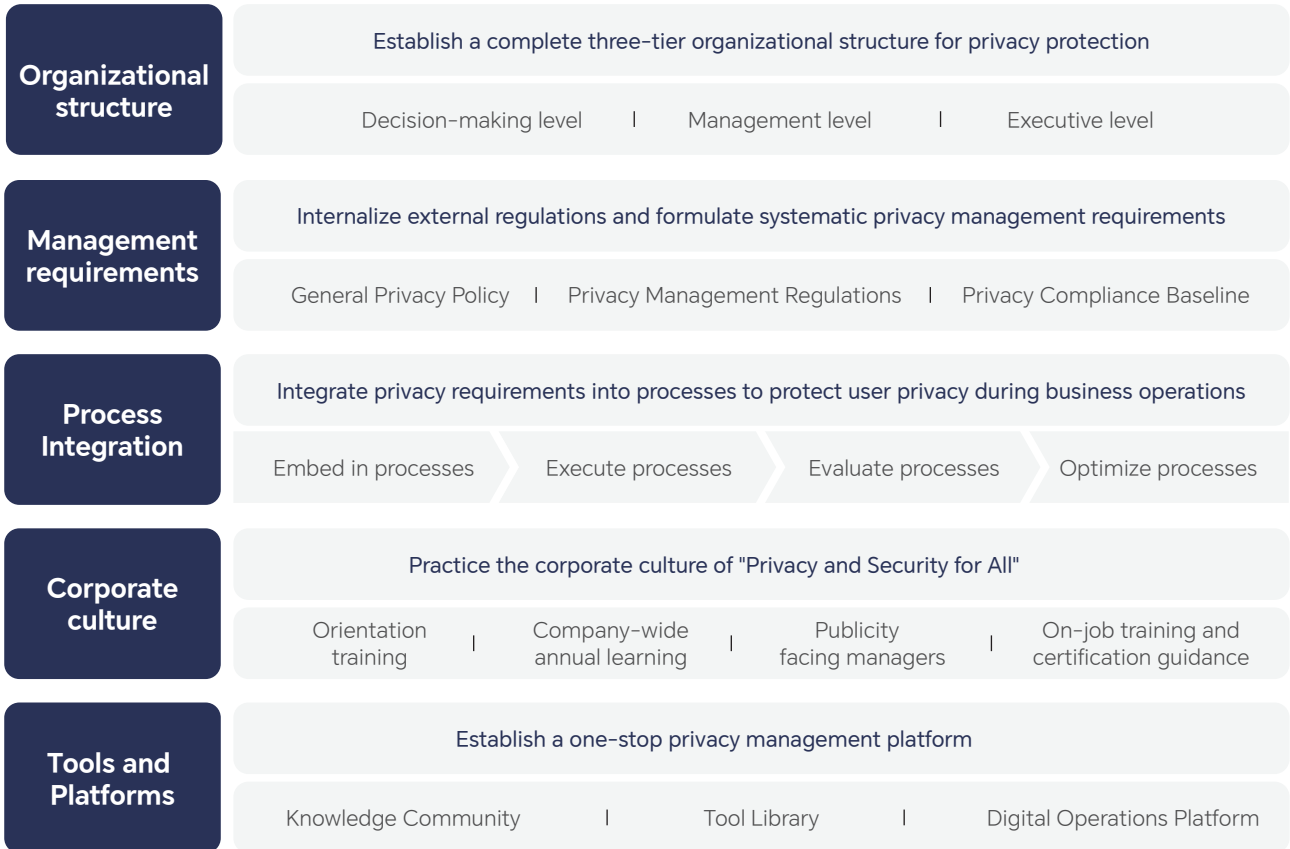 Organizational
structure
Establish a complete three-tier organizational structure for privacy protection
Decision-making level | Management level | Executive level
Management
requirements
Internalize external regulations and formulate systematic privacy management requirements
General Privacy Policy | Privacy Management Regulations | Privacy Compliance Baseline
Process
Integration
Integrate privacy requirements into processes to protect user privacy during business operations
Embed in processes
Execute processes
Evaluate processes
Optimize processes
Corporate
culture
Practice the corporate culture of "Privacy and Security for All"
Orientation
training
Company-wide
annual learning
Publicity
facing managers
On-job training and
certification guidance
Tools and
Platforms
Establish a one-stop privacy management platform
Knowledge Community | Tool Library | Digital Operations Platform